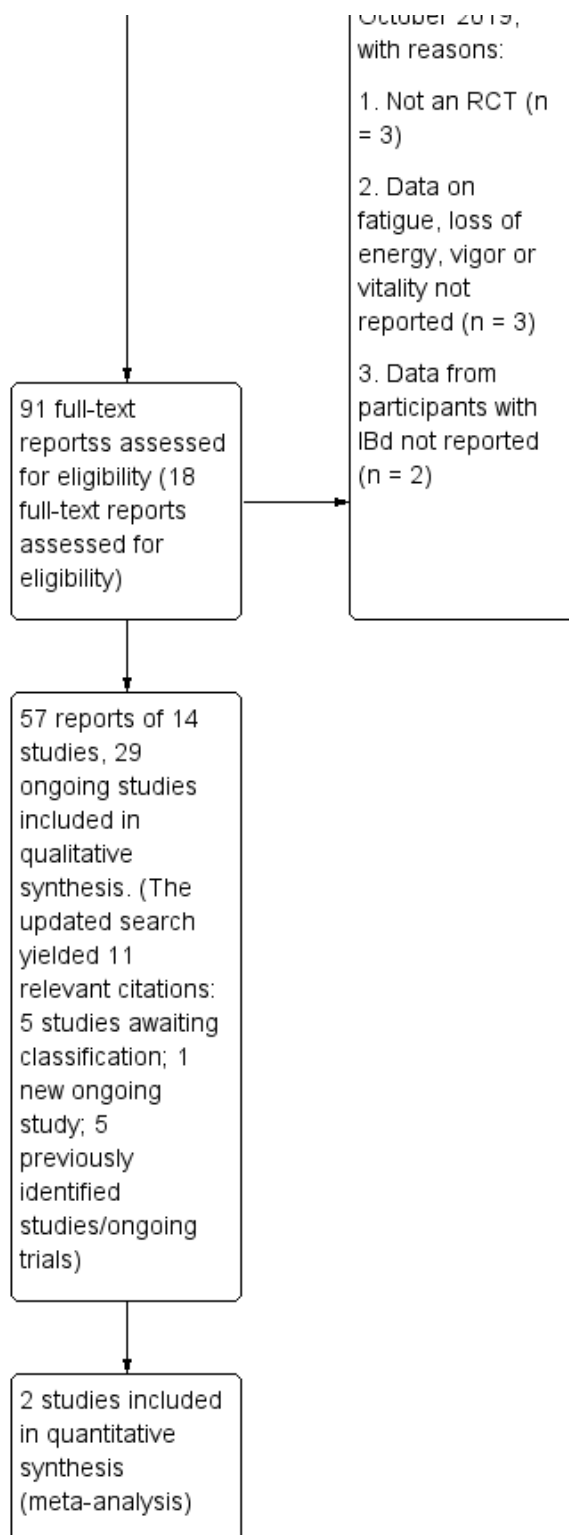 October 2019,
with reasons:
1. Not an RCT (n
= 3)
2. Data on
fatigue, loss of
energy, vigor or
vitality not
reported (n = 3)
3. Data from
participants with
IBd not reported
(n = 2)
91 full-text
reportss assessed
for eligibility (18
full-text reports
assessed for
eligibility)
57 reports of 14
studies, 29
ongoing studies
included in
qualitative
synthesis. (The
updated search
yielded 11
relevant citations:
5 studies awaiting
classification; 1
new ongoing
study; 5
previously
identified
studies/ongoing
trials)
2 studies included
in quantitative
synthesis
(meta-analysis)